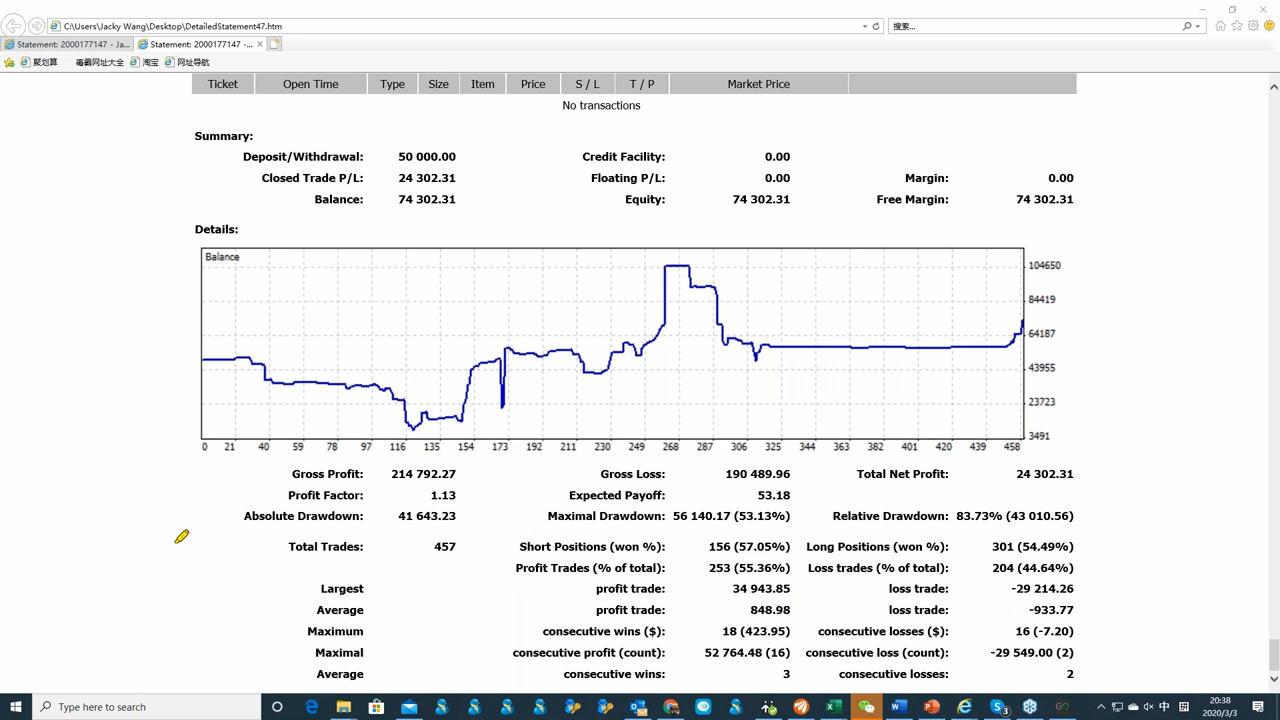 C:\Users\Jacky Wang\Desktop\DetailedStatement47.htm
搜索...
Statement: 2000177147 - Ja... Statement: 2000177147 -...
聚划算 毒霸网址大全 淘宝 网址导航
Ticket Open Time Type Size Item Price S / L T / P Market Price
No transactions
Summary:
Deposit/Withdrawal: 50 000.00 Credit Facility: 0.00
Closed Trade P/L: 24 302.31 Floating P/L: 0.00 Margin: 0.00
Balance: 74 302.31 Equity: 74 302.31 Free Margin: 74 302.31
Details:
Balance
104650
84419
64187
43955
23723
3491
0 21 40 59 78 97 116 135 154 173 192 211 230 249 268 287 306 325 344 363 382 401 420 439 458
Gross Profit: 214 792.27 Gross Loss: 190 489.96 Total Net Profit: 24 302.31
Profit Factor: 1.13 Expected Payoff: 53.18
Absolute Drawdown: 41 643.23 Maximal Drawdown: 56 140.17 (53.13%) Relative Drawdown: 83.73% (43 010.56)
Total Trades: 457 Short Positions (won %): 156 (57.05%) Long Positions (won %): 301 (54.49%)
Profit Trades (% of total): 253 (55.36%) Loss trades (% of total): 204 (44.64%)
Largest profit trade: 34 943.85 loss trade: -29 214.26
Average profit trade: 848.98 loss trade: -933.77
Maximum consecutive wins ($): 18 (423.95) consecutive losses ($): 16 (-7.20)
Maximal consecutive profit (count): 52 764.48 (16) consecutive loss (count): -29 549.00 (2)
Average consecutive wins: 3 consecutive losses: 2
Type here to search
中
20:38
2020/3/3